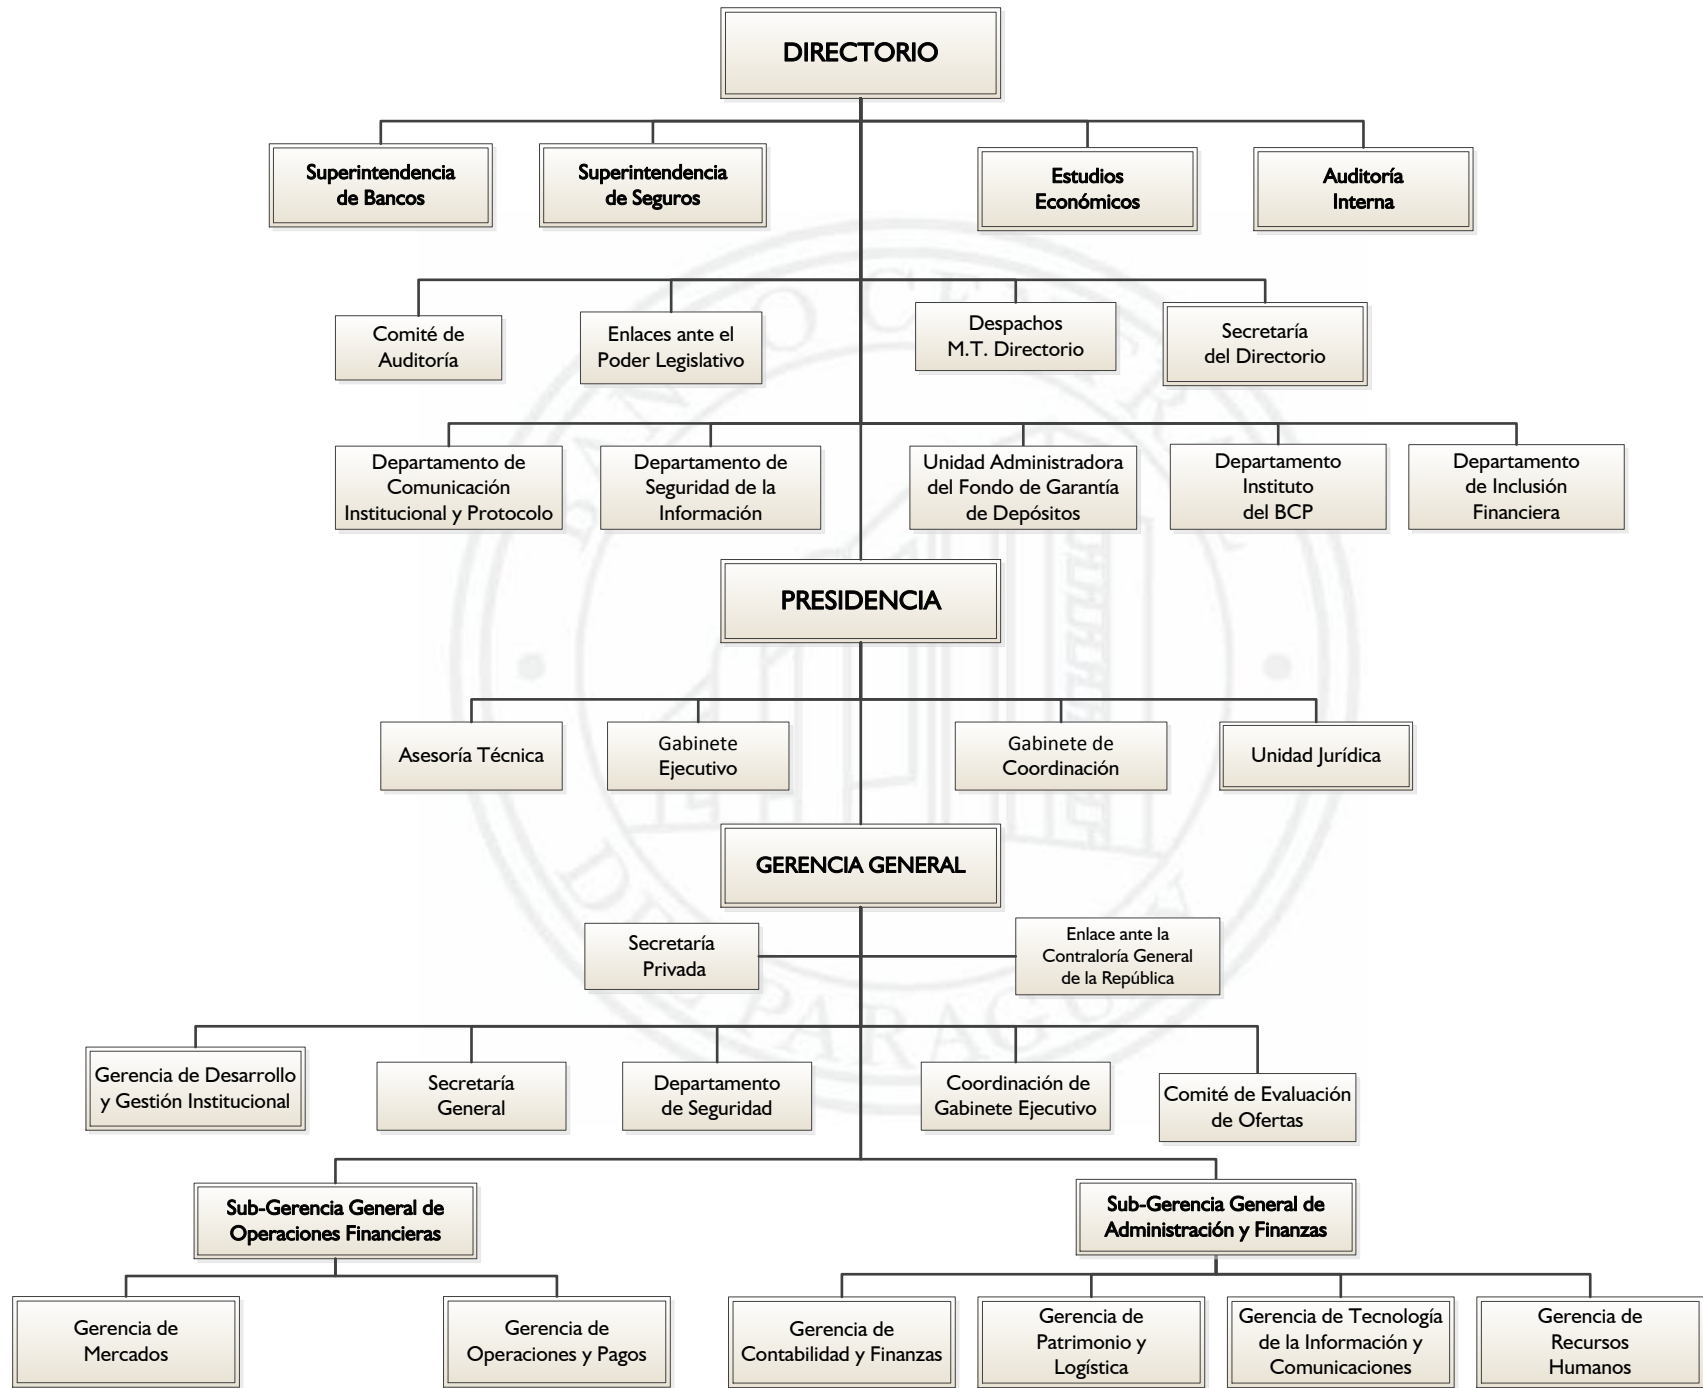 DIRECTORIO
Superintendencia
de Bancos
Superintendencia
de Seguros
Estudios
Económicos
Auditoría
Interna
Comité de
Auditoría
Enlaces ante el
Poder Legislativo
Despachos
M.T. Directorio
Secretaría
del Directorio
Departamento de
Comunicación
Institucional y Protocolo
Departamento de
Seguridad de la
Información
Unidad Administradora
del Fondo de Garantía
de Depósitos
Departamento
Instituto
del BCP
Departamento
de Inclusión
Financiera
PRESIDENCIA
Asesoría Técnica
Gabinete
Ejecutivo
Gabinete de
Coordinación
Unidad Jurídica
GERENCIA GENERAL
Secretaría
Privada
Enlace ante la
Contraloría General
de la República
Gerencia de Desarrollo
y Gestión Institucional
Secretaría
General
Departamento
de Seguridad
Coordinación de
Gabinete Ejecutivo
Comité de Evaluación
de Ofertas
Sub-Gerencia General de
Operaciones Financieras
Sub-Gerencia General de
Administración y Finanzas
Gerencia de
Mercados
Gerencia de
Operaciones y Pagos
Gerencia de
Contabilidad y Finanzas
Gerencia de
Patrimonio y
Logística
Gerencia de Tecnología
de la Información y
Comunicaciones
Gerencia de
Recursos
Humanos
BANCO CENTRAL
DE PARAGUAY